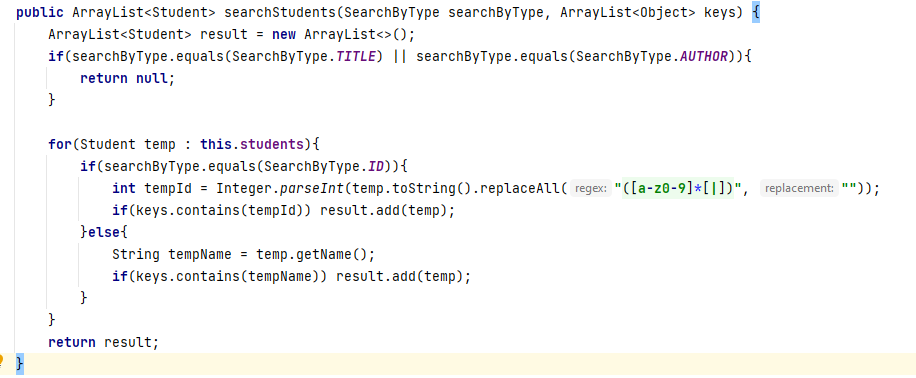 public ArrayList<Student> searchStudents(SearchByType searchByType, ArrayList<Object> keys) {
    ArrayList<Student> result = new ArrayList<>();
    if(searchByType.equals(SearchByType.TITLE) || searchByType.equals(SearchByType.AUTHOR)){
        return null;
    }

    for(Student temp : this.students){
        if(searchByType.equals(SearchByType.ID)){
            int tempId = Integer.parseInt(temp.toString().replaceAll( regex: "([a-z0-9]*[|])", replacement: ""));
            if(keys.contains(tempId)) result.add(temp);
        }else{
            String tempName = temp.getName();
            if(keys.contains(tempName)) result.add(temp);
        }
    }
    return result;
}